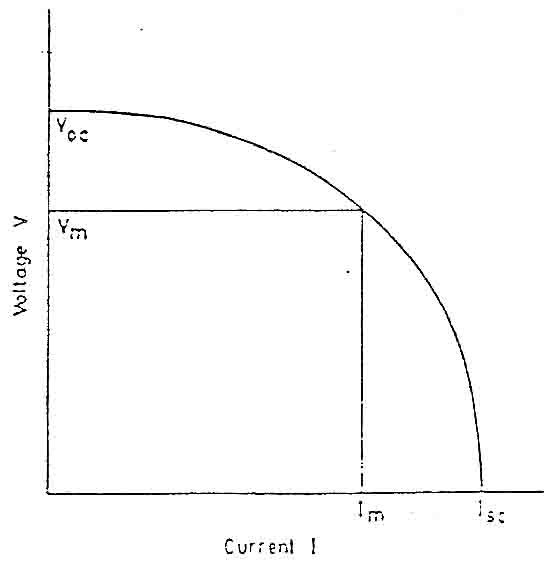 Voc
Vm
Voltage V
Im
Isc
Current I